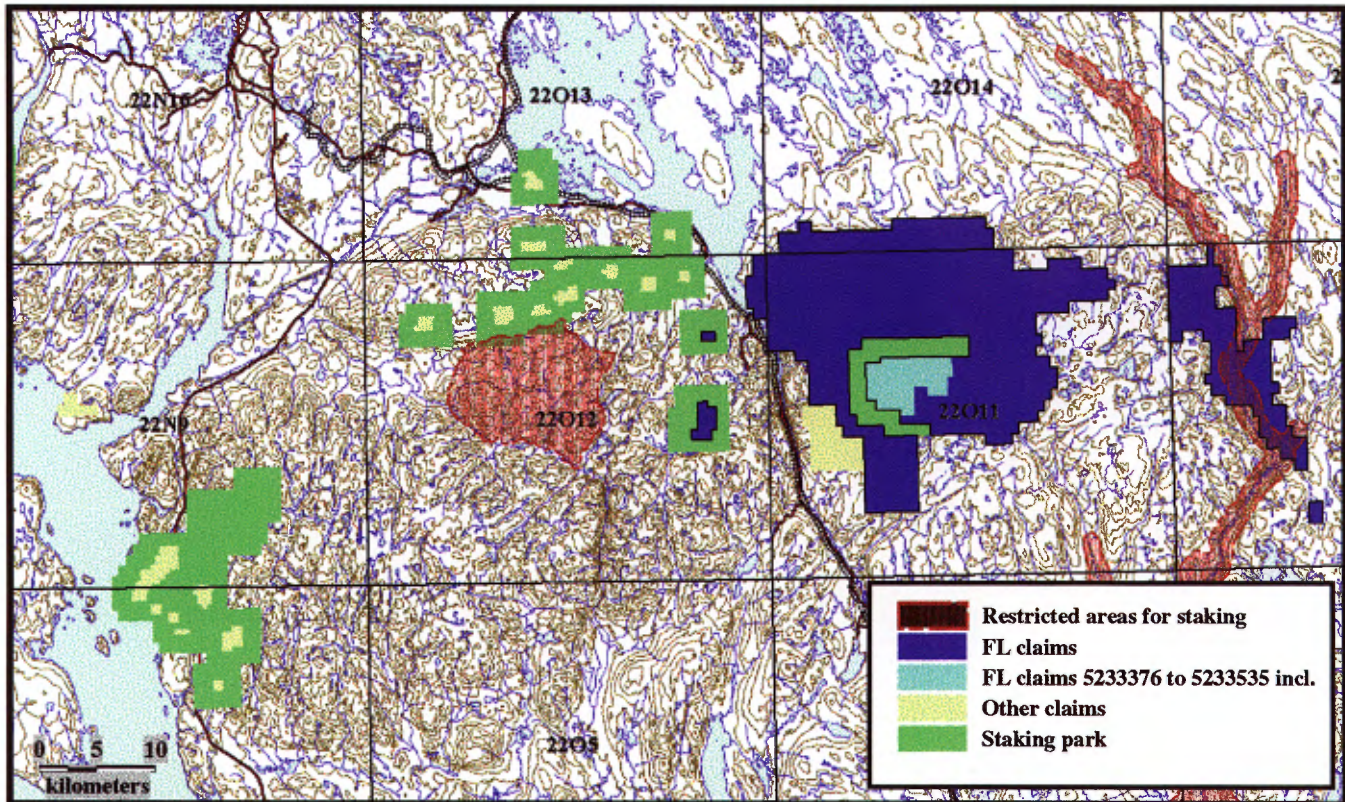 22N16
22O13
22O14
22N9
22O12
22O11
22O5
0 5 10
kilometers
Restricted areas for staking
FL claims
FL claims 5233376 to 5233535 incl.
Other claims
Staking park